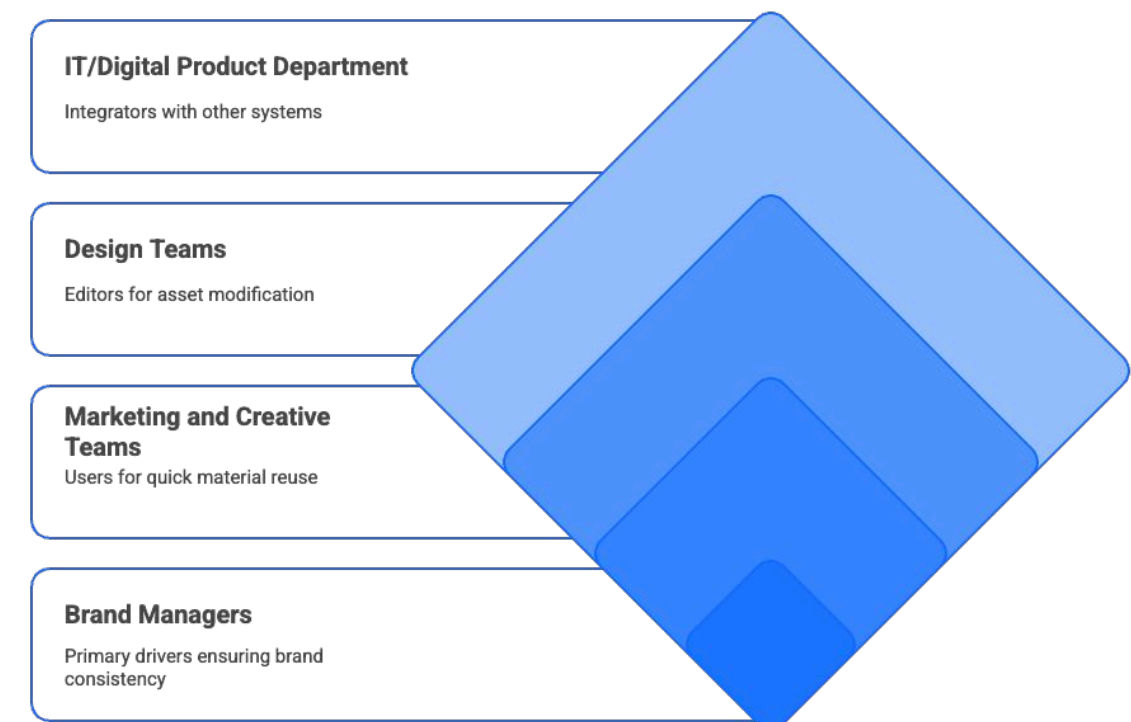 IT/Digital Product Department
Integrators with other systems
Design Teams
Editors for asset modification
Marketing and Creative
Teams
Users for quick material reuse
Brand Managers
Primary drivers ensuring brand
consistency